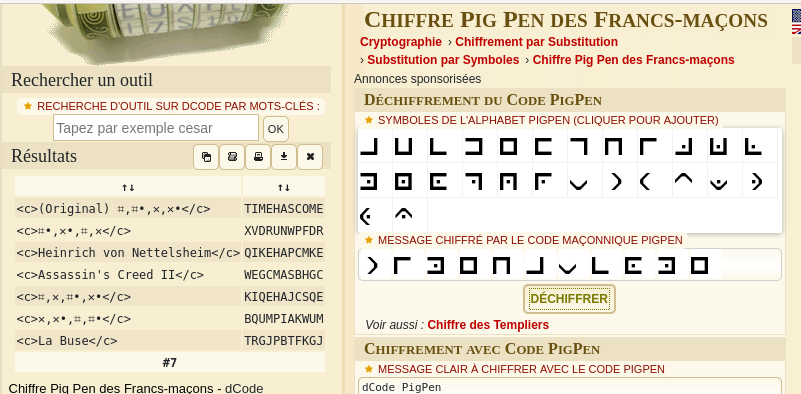 Rechercher un outil
★ RECHERCHE D'OUTIL SUR DCODE PAR MOTS-CLÉS :
Tapez par exemple cesar
OK
Résultats
↑↓ ↑↓
<c>(Original) ⌗,⌗•,×,×•</c> TIMEHASCOME
<c>⌗•,×•,⌗,×</c> XVDRUNWPFDR
<c>Heinrich von Nettelsheim</c> QIKEHAPCMKE
<c>Assassin's Creed II</c> WEGCMASBHGC
<c>⌗,×,⌗•,×•</c> KIQEHAJCSQE
<c>×,×•,⌗,⌗•</c> BQUMPIAKWUM
<c>La Buse</c> TRGJPBTFKGJ
#7
Chiffre Pig Pen des Francs-maçons - dCode
CHIFFRE PIG PEN DES FRANCS-MAÇONS
Cryptographie › Chiffrement par Substitution
› Substitution par Symboles › Chiffre Pig Pen des Francs-maçons
Annonces sponsorisées
DÉCHIFFREMENT DU CODE PIGPEN
★ SYMBOLES DE L'ALPHABET PIGPEN (CLIQUER POUR AJOUTER)
★ MESSAGE CHIFFRÉ PAR LE CODE MAÇONNIQUE PIGPEN
DÉCHIFFRER
Voir aussi : Chiffre des Templiers
CHIFFREMENT AVEC CODE PIGPEN
★ MESSAGE CLAIR À CHIFFRER AVEC LE CODE PIGPEN
dCode PigPen